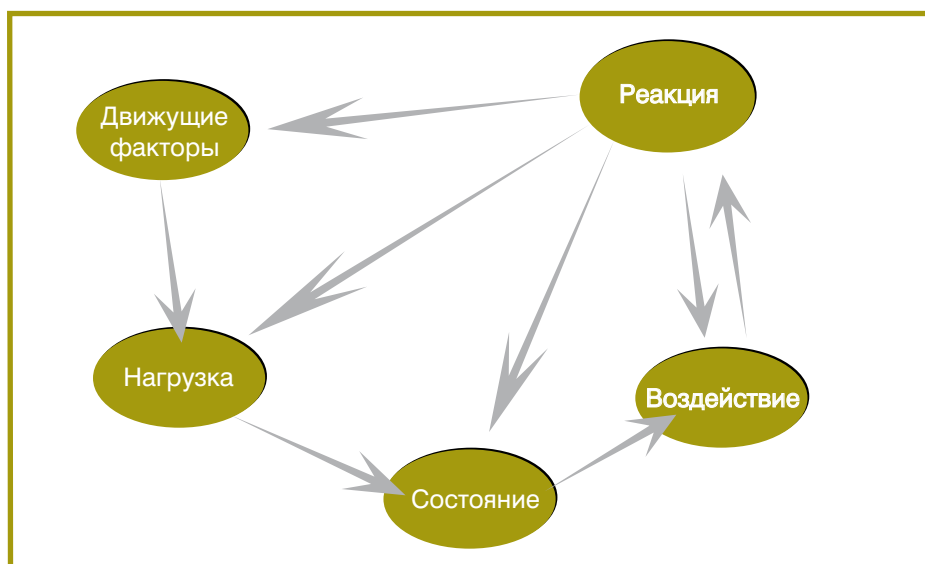 Движущие
факторы
Реакция
Нагрузка
Воздействие
Состояние